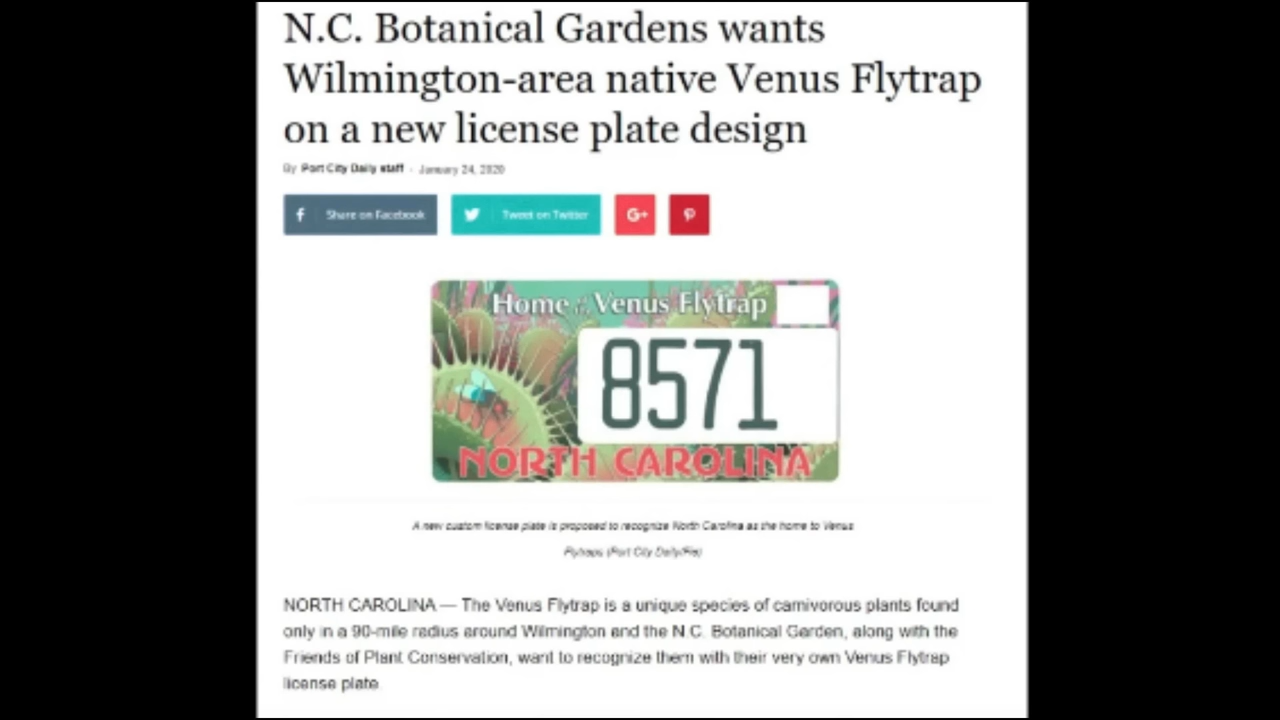 N.C. Botanical Gardens wants
Wilmington-area native Venus Flytrap
on a new license plate design
By Port City Daily staff - January 24, 2020
Share on Facebook
Tweet on Twitter
G+
Home of the Venus Flytrap
8571
NORTH CAROLINA
A new custom license plate is proposed to recognize North Carolina as the home to Venus
Flytraps (Port City Daily/File)
NORTH CAROLINA — The Venus Flytrap is a unique species of carnivorous plants found
only in a 90-mile radius around Wilmington and the N.C. Botanical Garden, along with the
Friends of Plant Conservation, want to recognize them with their very own Venus Flytrap
license plate.